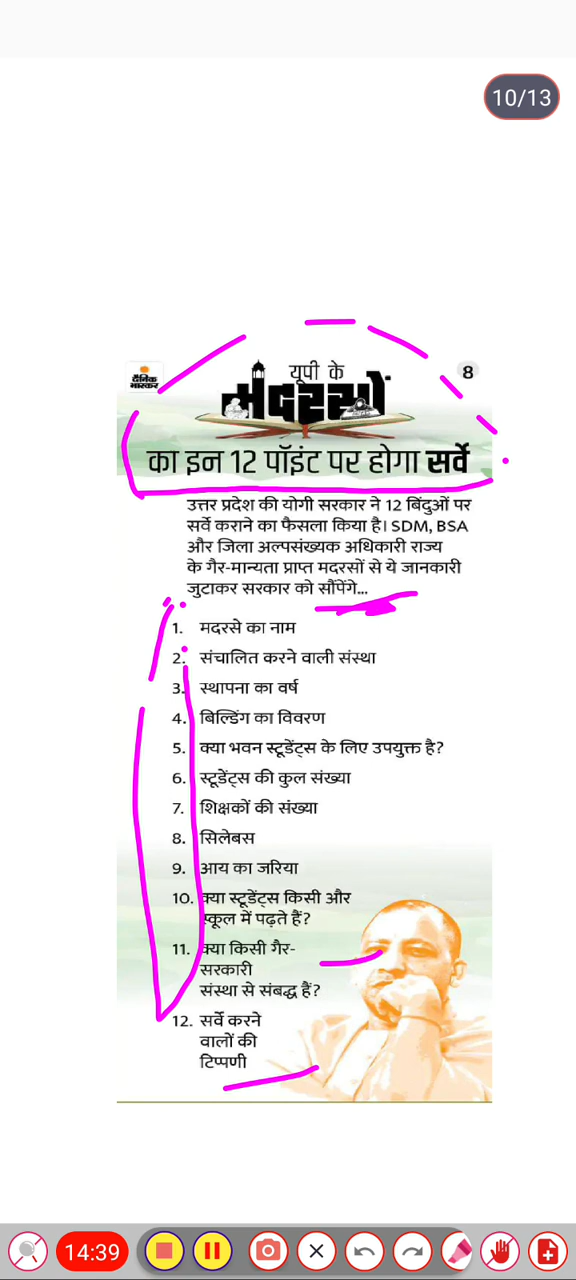 10/13
दैनिक
भास्कर
यूपी के
8
मदरसों
का इन 12 पॉइंट पर होगा सर्वे
उत्तर प्रदेश की योगी सरकार ने 12 बिंदुओं पर
सर्वे कराने का फैसला किया है। SDM, BSA
और जिला अल्पसंख्यक अधिकारी राज्य
के गैर-मान्यता प्राप्त मदरसों से ये जानकारी
जुटाकर सरकार को सौंपेंगे...
1. मदरसे का नाम
2. संचालित करने वाली संस्था
3. स्थापना का वर्ष
4. बिल्डिंग का विवरण
5. क्या भवन स्टूडेंट्स के लिए उपयुक्त है?
6. स्टूडेंट्स की कुल संख्या
7. शिक्षकों की संख्या
8. सिलेबस
9. आय का जरिया
10. क्या स्टूडेंट्स किसी और
स्कूल में पढ़ते हैं?
11. क्या किसी गैर-
सरकारी
संस्था से संबद्ध हैं?
12. सर्वे करने
वालों की
टिप्पणी
14:39